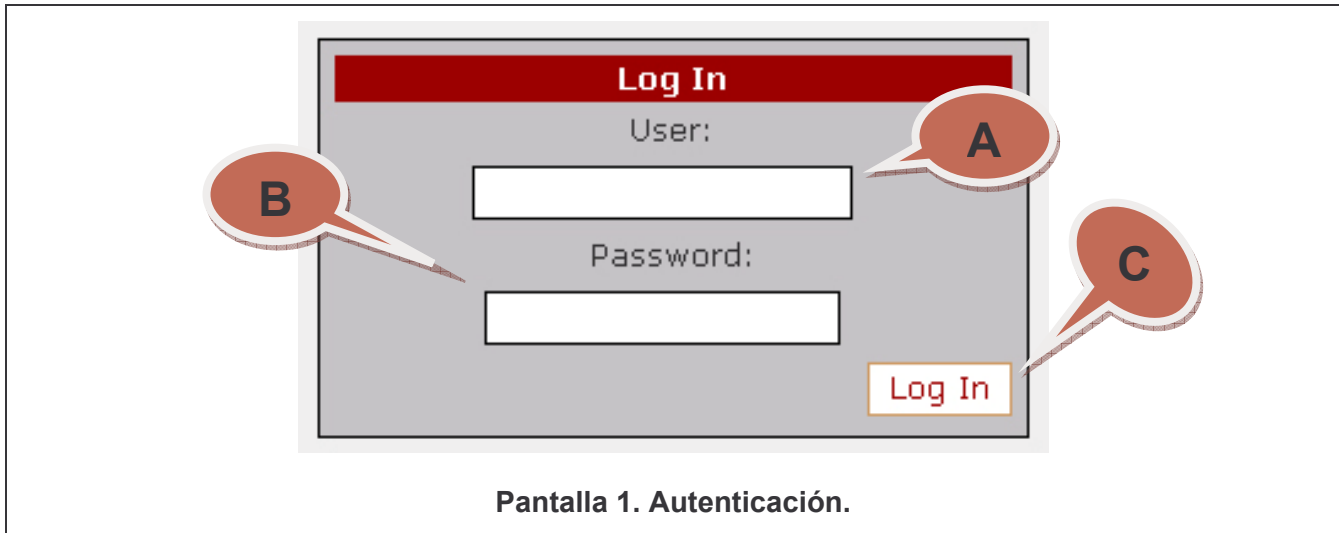 Log In
User:
A
B
Password:
C
Log In
Pantalla 1. Autenticación.